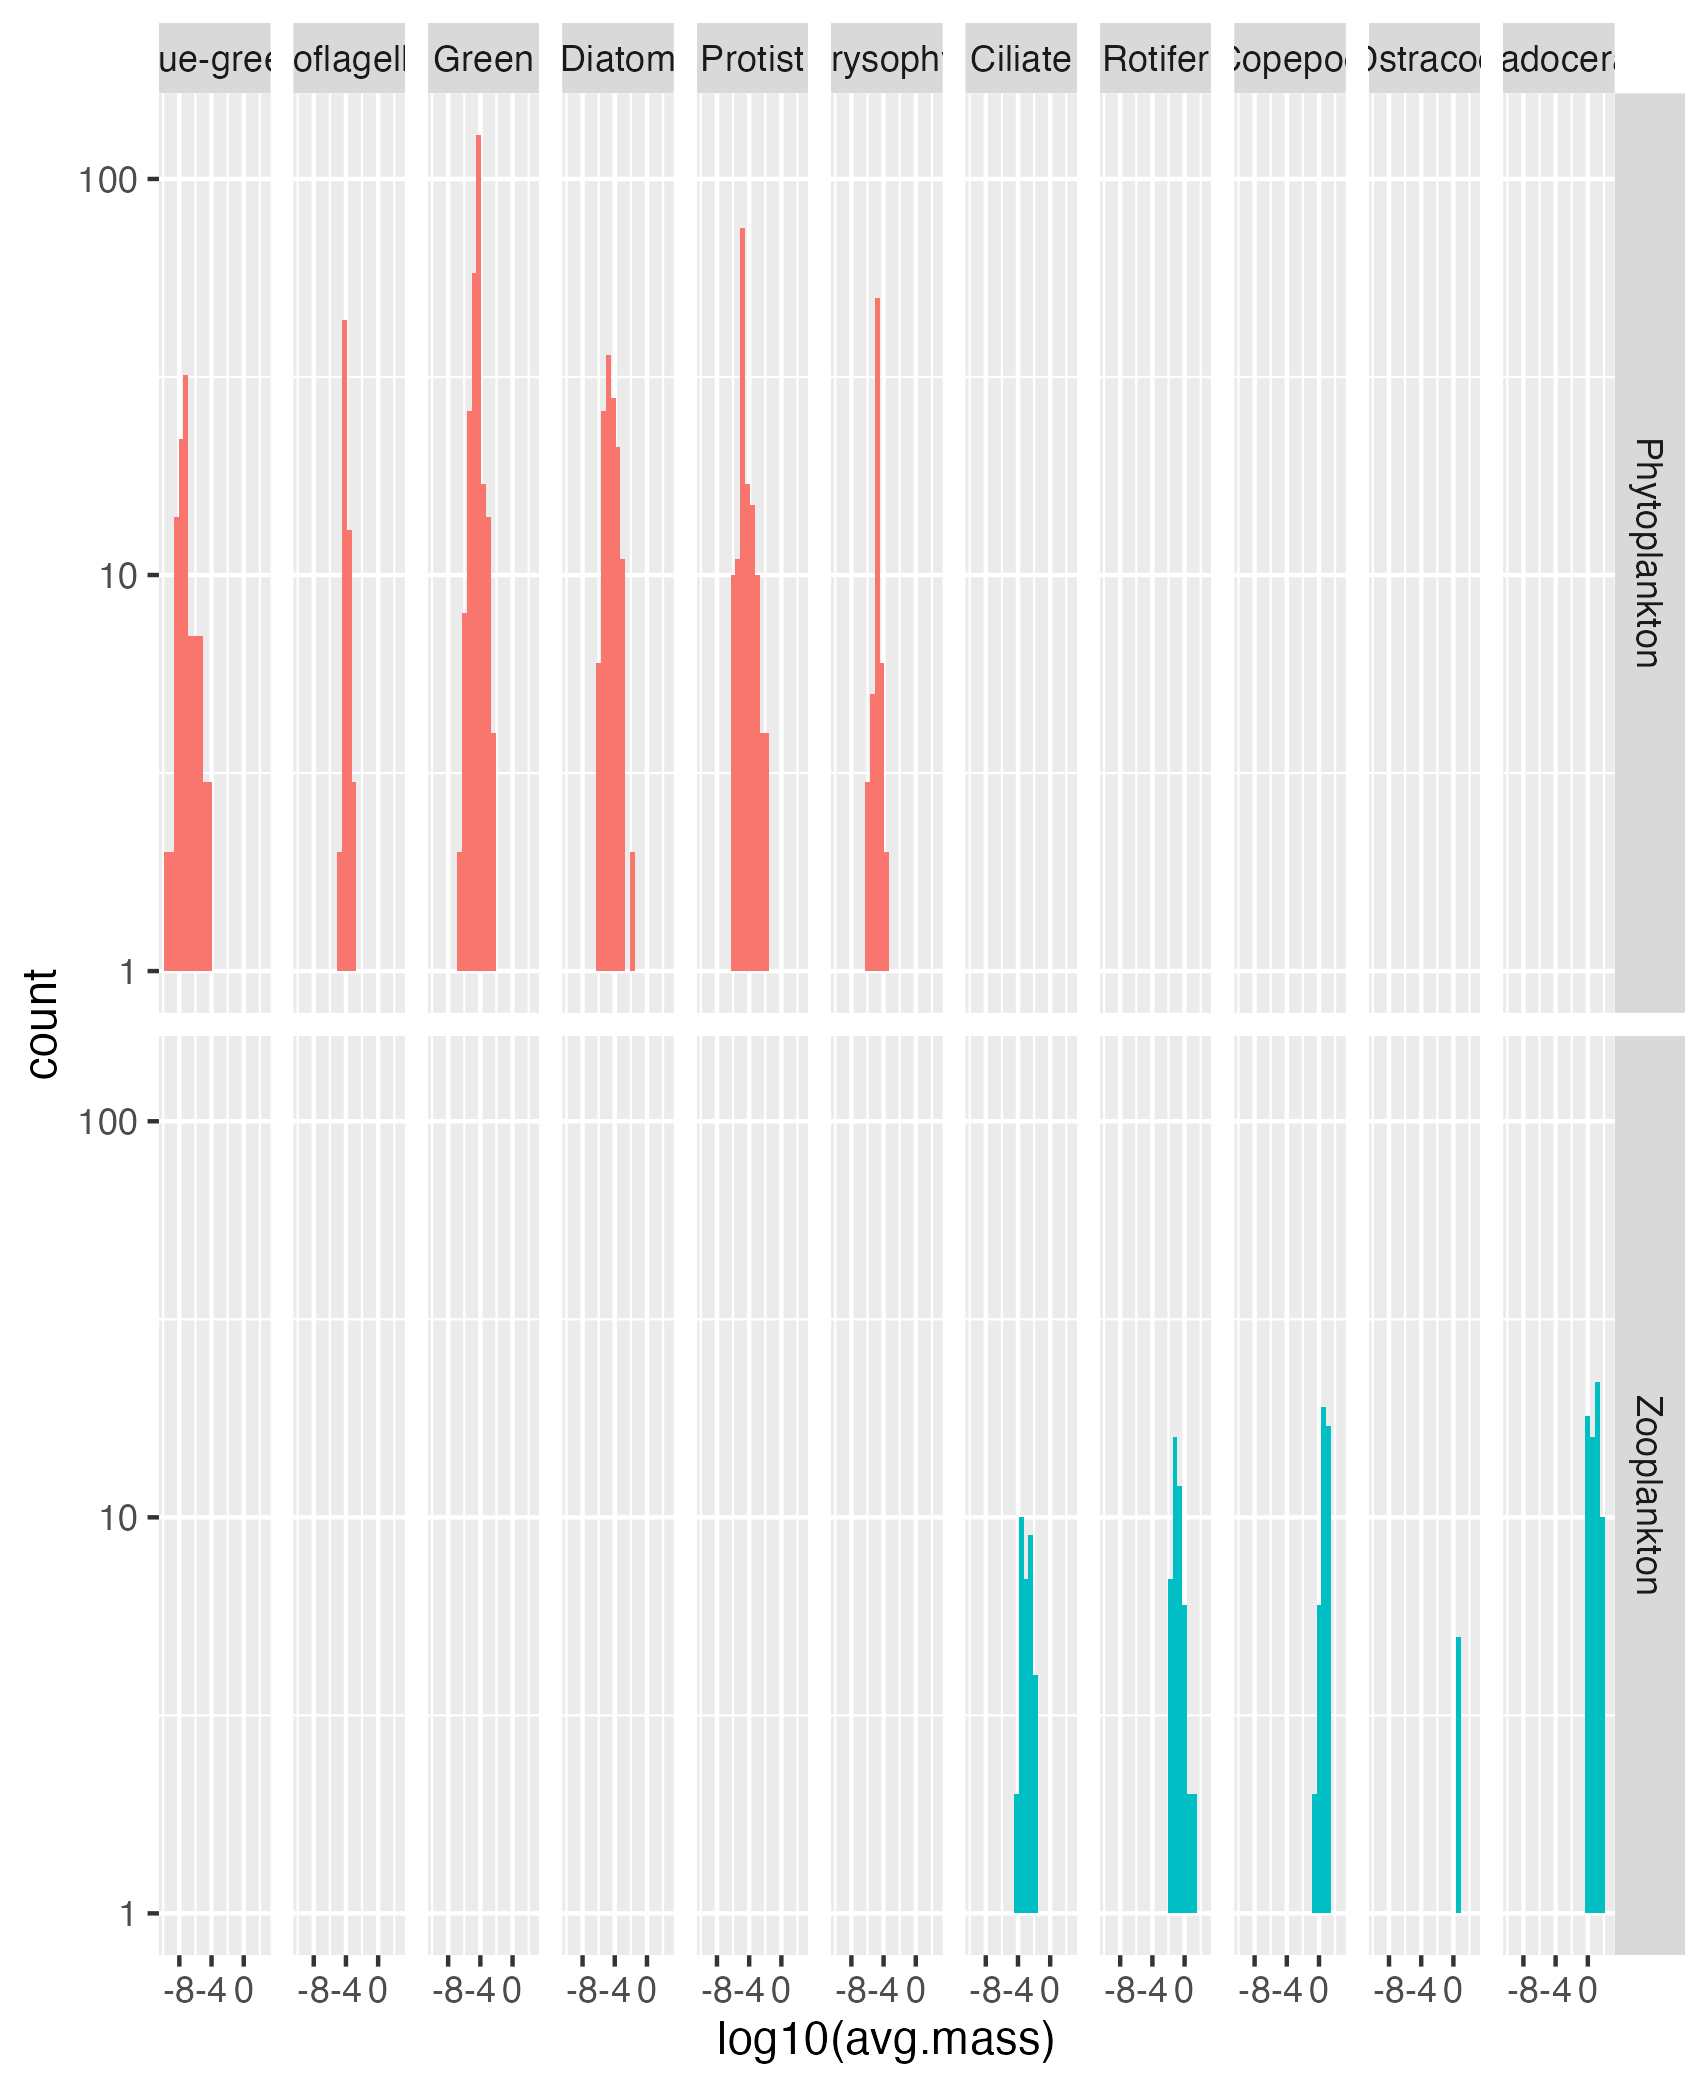 ue-gree oflagell Green Diatom Protist rysophy Ciliate Rotifer Copepod Ostracod adocera
100
10
1
Phytoplankton
count
100
10
1
Zooplankton
-8 -4 0 -8 -4 0 -8 -4 0 -8 -4 0 -8 -4 0 -8 -4 0 -8 -4 0 -8 -4 0 -8 -4 0 -8 -4 0 -8 -4 0
log10(avg.mass)